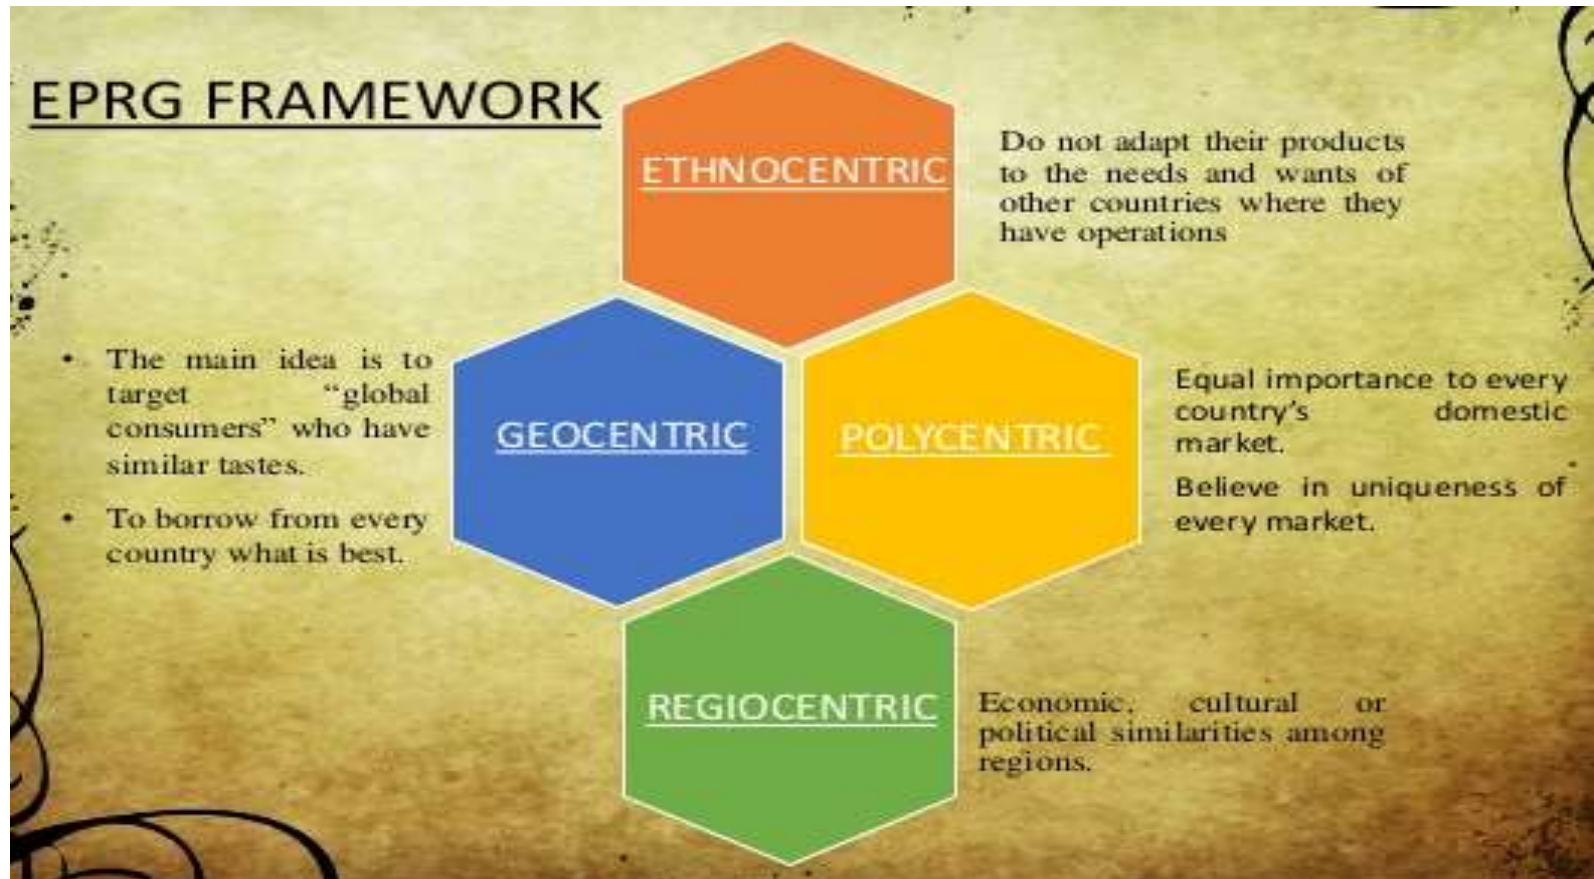 EPRG FRAMEWORK
ETHNOCENTRIC
Do not adapt their products
to the needs and wants of
other countries where they
have operations
• The main idea is to
target "global
consumers" who have
similar tastes.
• To borrow from every
country what is best.
GEOCENTRIC
POLYCENTRIC
Equal importance to every
country's domestic
market.
Believe in uniqueness of
every market.
REGIOCENTRIC
Economic, cultural or
political similarities among
regions.